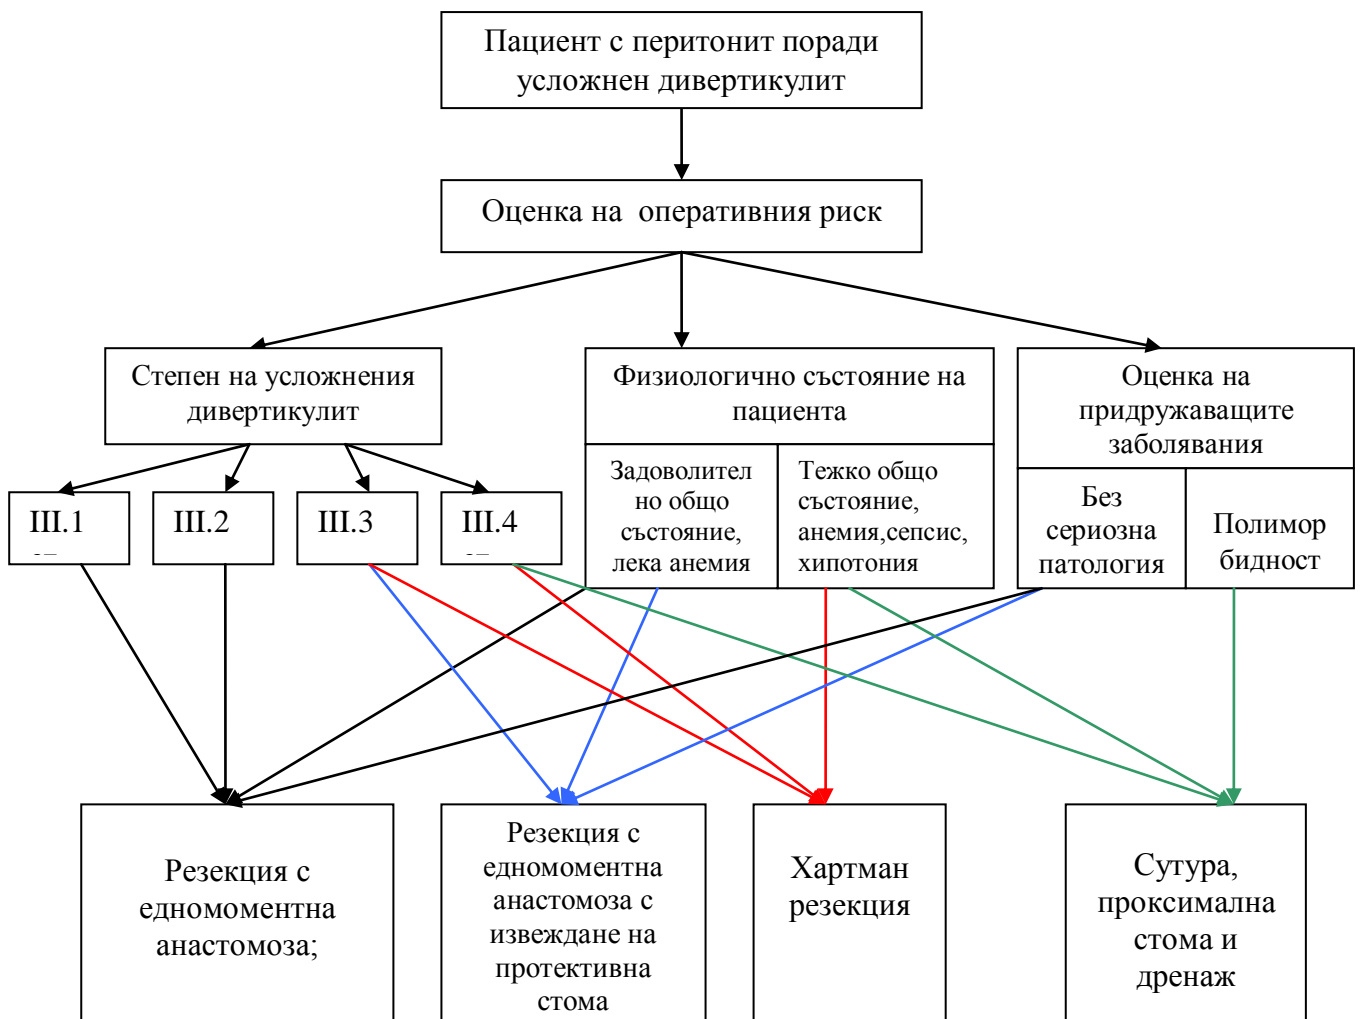 Пациент с перитонит поради
усложнен дивертикулит
Оценка на оперативния риск
Степен на усложнения
дивертикулит
Физиологично състояние на
пациента
Оценка на
придружаващите
заболявания
III.1
III.2
III.3
III.4
Задоволител
но общо
състояние,
лека анемия
Тежко общо
състояние,
анемия,сепсис,
хипотония
Без
сериозна
патология
Полимор
бидност
Резекция с
едномоментна
анастомоза;
Резекция с
едномоментна
анастомоза с
извеждане на
протективна
стома
Хартман
резекция
Сутура,
проксимална
стома и
дренаж